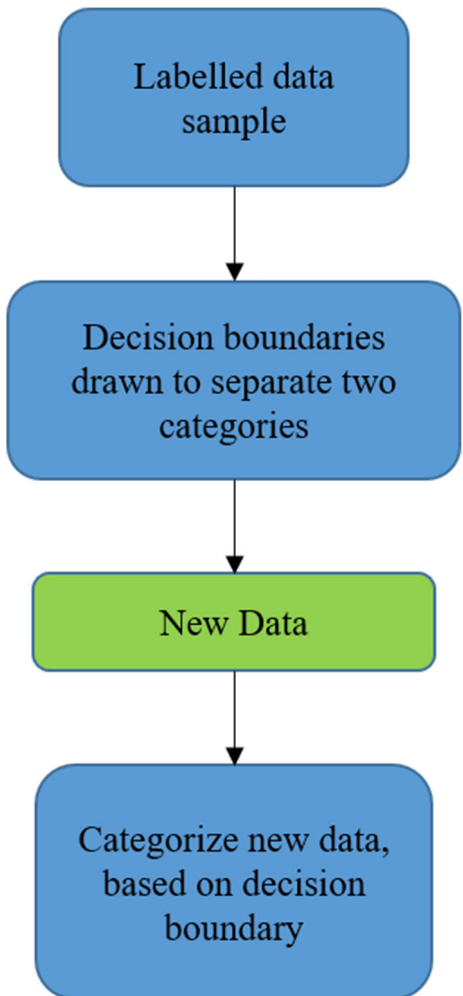 Labelled data
sample
Decision boundaries
drawn to separate two
categories
New Data
Categorize new data,
based on decision
boundary